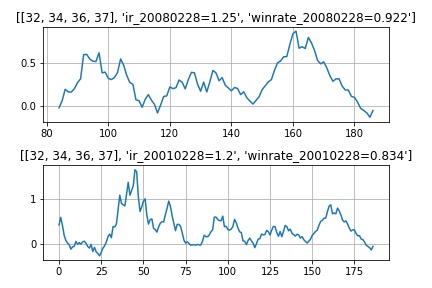 [[32, 34, 36, 37], 'ir_20080228=1.25', 'winrate_20080228=0.922']
0.5
0.0
80 100 120 140 160 180
[[32, 34, 36, 37], 'ir_20010228=1.2', 'winrate_20010228=0.834']
1
0
0 25 50 75 100 125 150 175